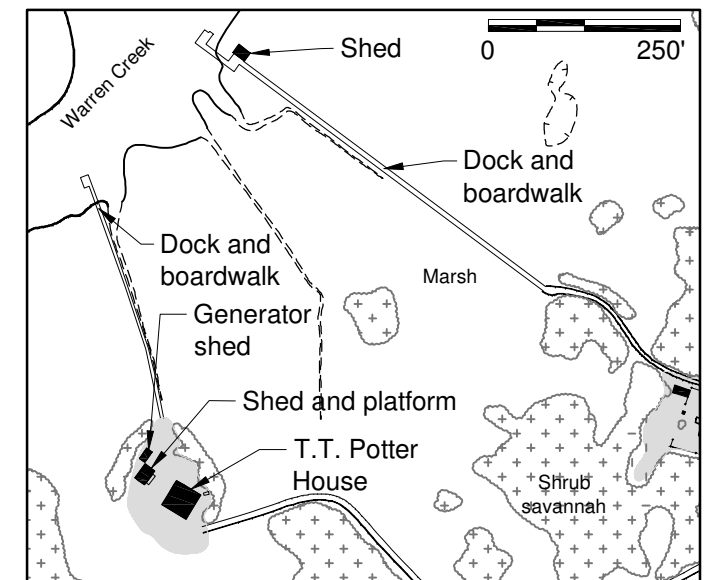 Warren Creek
Shed
0 250'
Dock and
boardwalk
Dock and
boardwalk
Marsh
Generator
shed
Shed and platform
T.T. Potter
House
Shrub
savannah